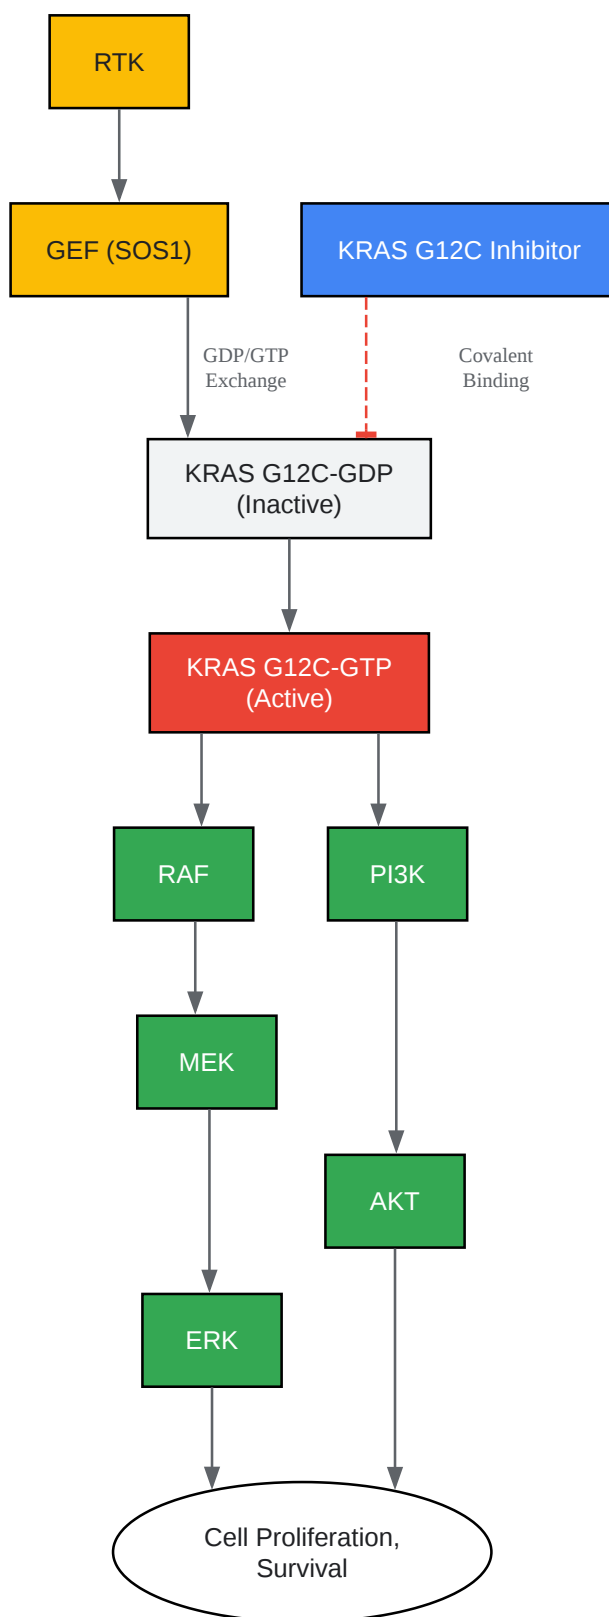 RTK
GEF (SOS1)
KRAS G12C Inhibitor
GDP/GTP
Exchange
Covalent
Binding
KRAS G12C-GDP
(Inactive)
KRAS G12C-GTP
(Active)
RAF
PI3K
MEK
AKT
ERK
Cell Proliferation,
Survival